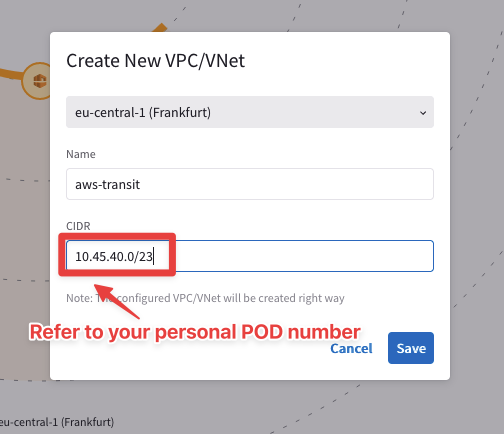 Create New VPC/VNet
eu-central-1 (Frankfurt)
Name
aws-transit
CIDR
10.45.40.0/23
Note: The configured VPC/VNet will be created right way
Refer to your personal POD number
Cancel
Save
eu-central-1 (Frankfurt)